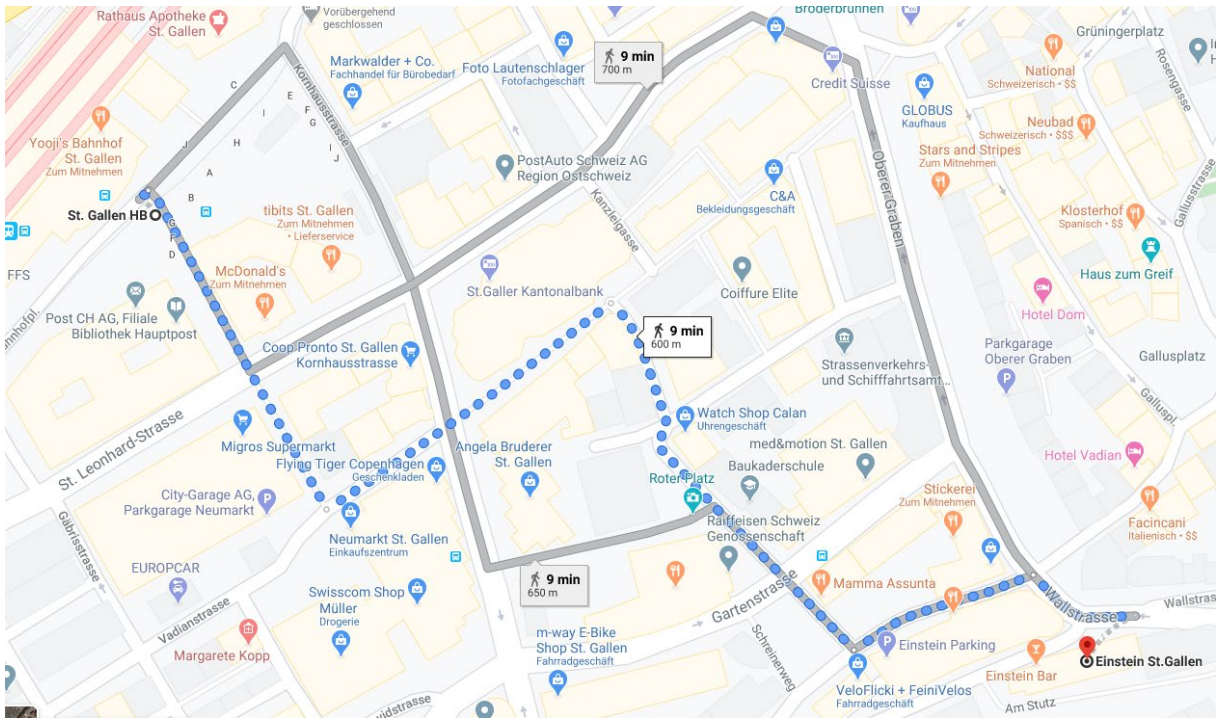 Rathaus Apotheke
St. Gallen
Vorübergehend
geschlossen
Broderbrunnen
Grüningerplatz
Markwalder + Co.
Fachhandel für Bürobedarf
Foto Lautenschlager
Fotofachgeschäft
9 min
700 m
Credit Suisse
National
Schweizerisch • $$
Rosengasse
Kornhausstrasse
GLOBUS
Kaufhaus
Neubad
Schweizerisch • $$$
Yooji's Bahnhof
St. Gallen
Zum Mitnehmen
C
I
E
F
G
I
J
J
H
A
B
PostAuto Schweiz AG
Region Ostschweiz
Stars and Stripes
Zum Mitnehmen
Oberer Graben
C&A
Bekleidungsgeschäft
Kanzleigasse
Gallusstrasse
St. Gallen HB
G
F
D
tibits St. Gallen
Zum Mitnehmen
• Lieferservice
Klosterhof
Spanisch • $$
Haus zum Greif
FFS
McDonald's
Zum Mitnehmen
St.Galler Kantonalbank
Coiffure Elite
Hotel Dom
Post CH AG, Filiale
Bibliothek Hauptpost
9 min
600 m
Coop Pronto St. Gallen
Kornhausstrasse
Strassenverkehrs-
und Schifffahrtsamt...
Parkgarage
Oberer Graben
Gallusplatz
Galluspl.
Migros Supermarkt
St. Leonhard-Strasse
Watch Shop Calan
Uhrengeschäft
Angela Bruderer
St. Gallen
med&motion St. Gallen
Flying Tiger Copenhagen
Geschenkladen
Baukaderschule
Hotel Vadian
Roter Platz
City-Garage AG,
Parkgarage Neumarkt
Stickerei
Zum Mitnehmen
Gäbrisstrasse
Neumarkt St. Gallen
Einkaufszentrum
Raiffeisen Schweiz
Genossenschaft
Facincani
Italienisch • $$
EUROPCAR
9 min
650 m
Mamma Assunta
Swisscom Shop
Müller
Drogerie
Gartenstrasse
Wallstrasse
Wallstras
Vadianstrasse
Margarete Kopp
m-way E-Bike
Shop St. Gallen
Fahrradgeschäft
Schreinerweg
Einstein Parking
Einstein St.Gallen
Einstein Bar
VeloFlicki + FeiniVelos
Fahrradgeschäft
Am Stutz
vidstrasse